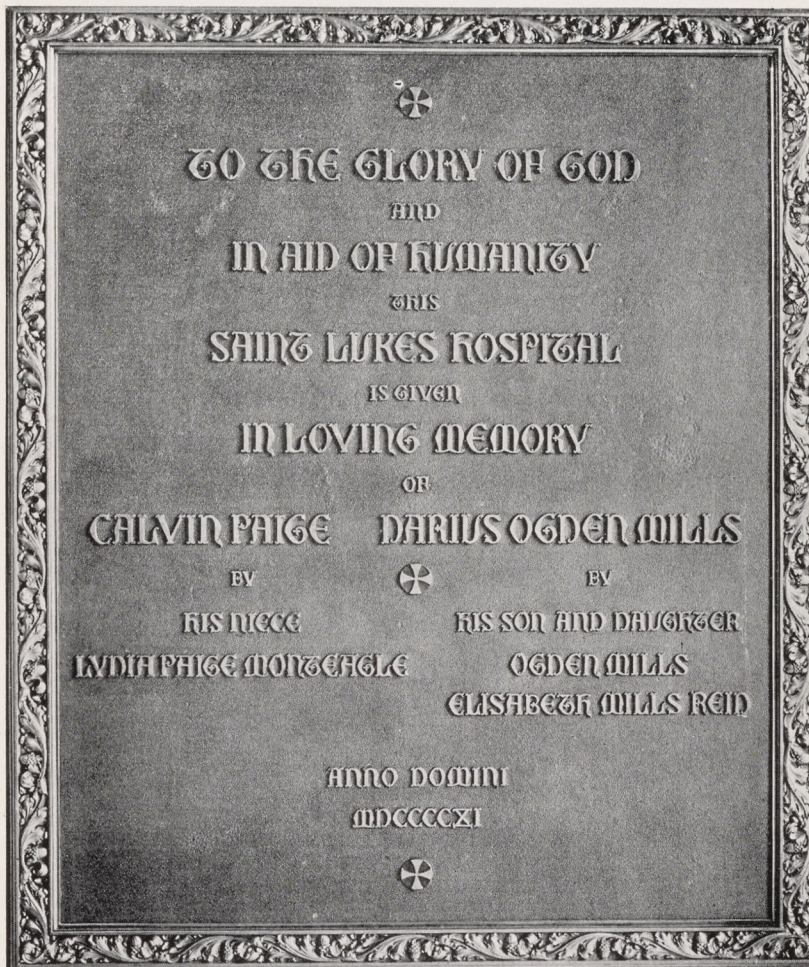 TO THE GLORY OF GOD
AND
IN AID OF HUMANITY
THIS
SAINT LUKES HOSPITAL
IS GIVEN
IN LOVING MEMORY
OF
CALVIN PAIGE
BY
HIS NIECE
LYDIA PAIGE MONTEAGLE
DARIUS OGDEN MILLS
BY
HIS SON AND DAUGHTER
OGDEN MILLS
ELISABETH MILLS REID
ANNO DOMINI
MDCCCCXI